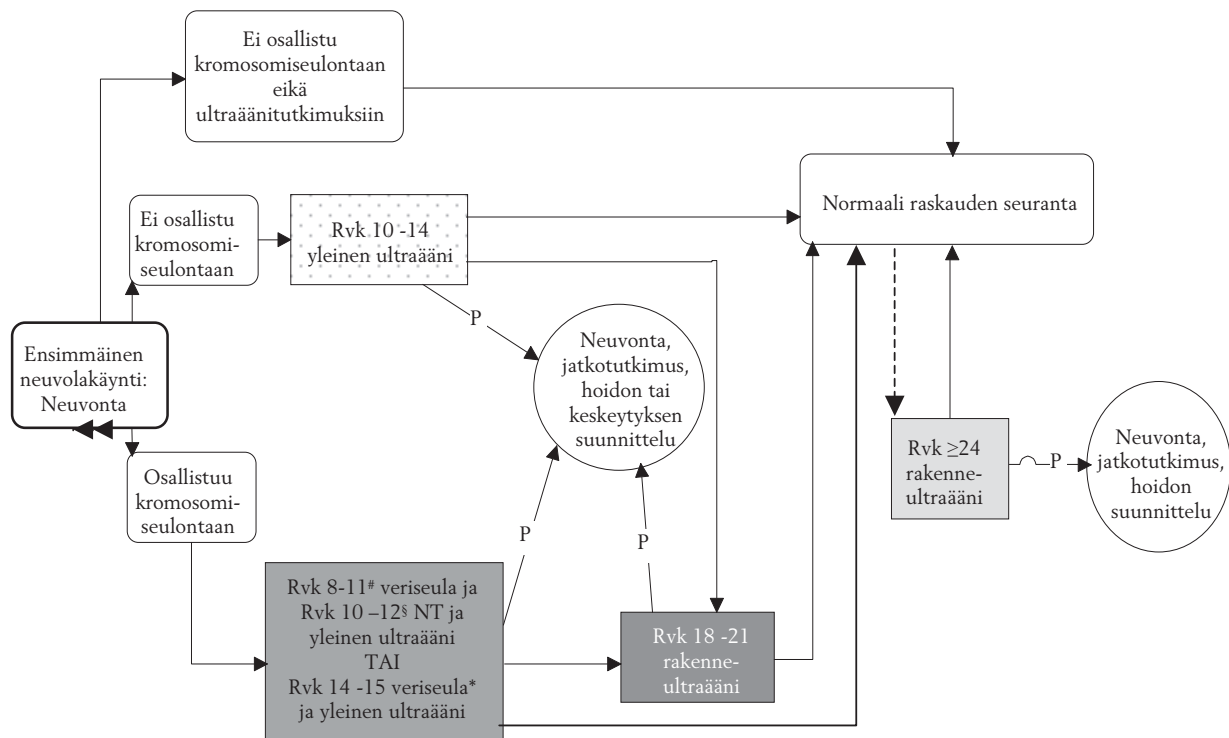 Ei osallistu
kromosomiseulontaan
eikä
ultraäänitutkimuksiin
Ei osallistu
kromosomi-
seulontaan
Rvk 10 -14
yleinen ultraääni
Normaali raskauden seuranta
P
Ensimmäinen
neuvolakäynti:
Neuvonta
Neuvonta,
jatkotutkimus,
hoidon tai
keskeytyksen
suunnittelu
Rvk ≥24
rakenne-
ultraääni
P
Neuvonta,
jatkotutkimus,
hoidon
suunnittelu
Osallistuu
kromosomi-
seulontaan
P
P
Rvk 8-11# veriseula ja
Rvk 10 –12§ NT ja
yleinen ultraääni
TAI
Rvk 14 -15 veriseula*
ja yleinen ultraääni
Rvk 18 -21
rakenne-
ultraääni